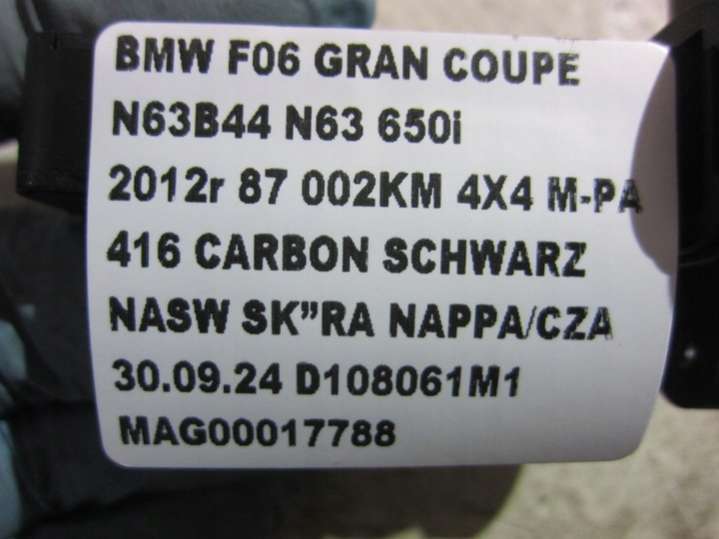 BMW F06 GRAN COUPE
N63B44 N63 650i
2012r 87 002KM 4X4 M-PA
416 CARBON SCHWARZ
NASW SK”RA NAPPA/CZA
30.09.24 D108061M1
MAG00017788